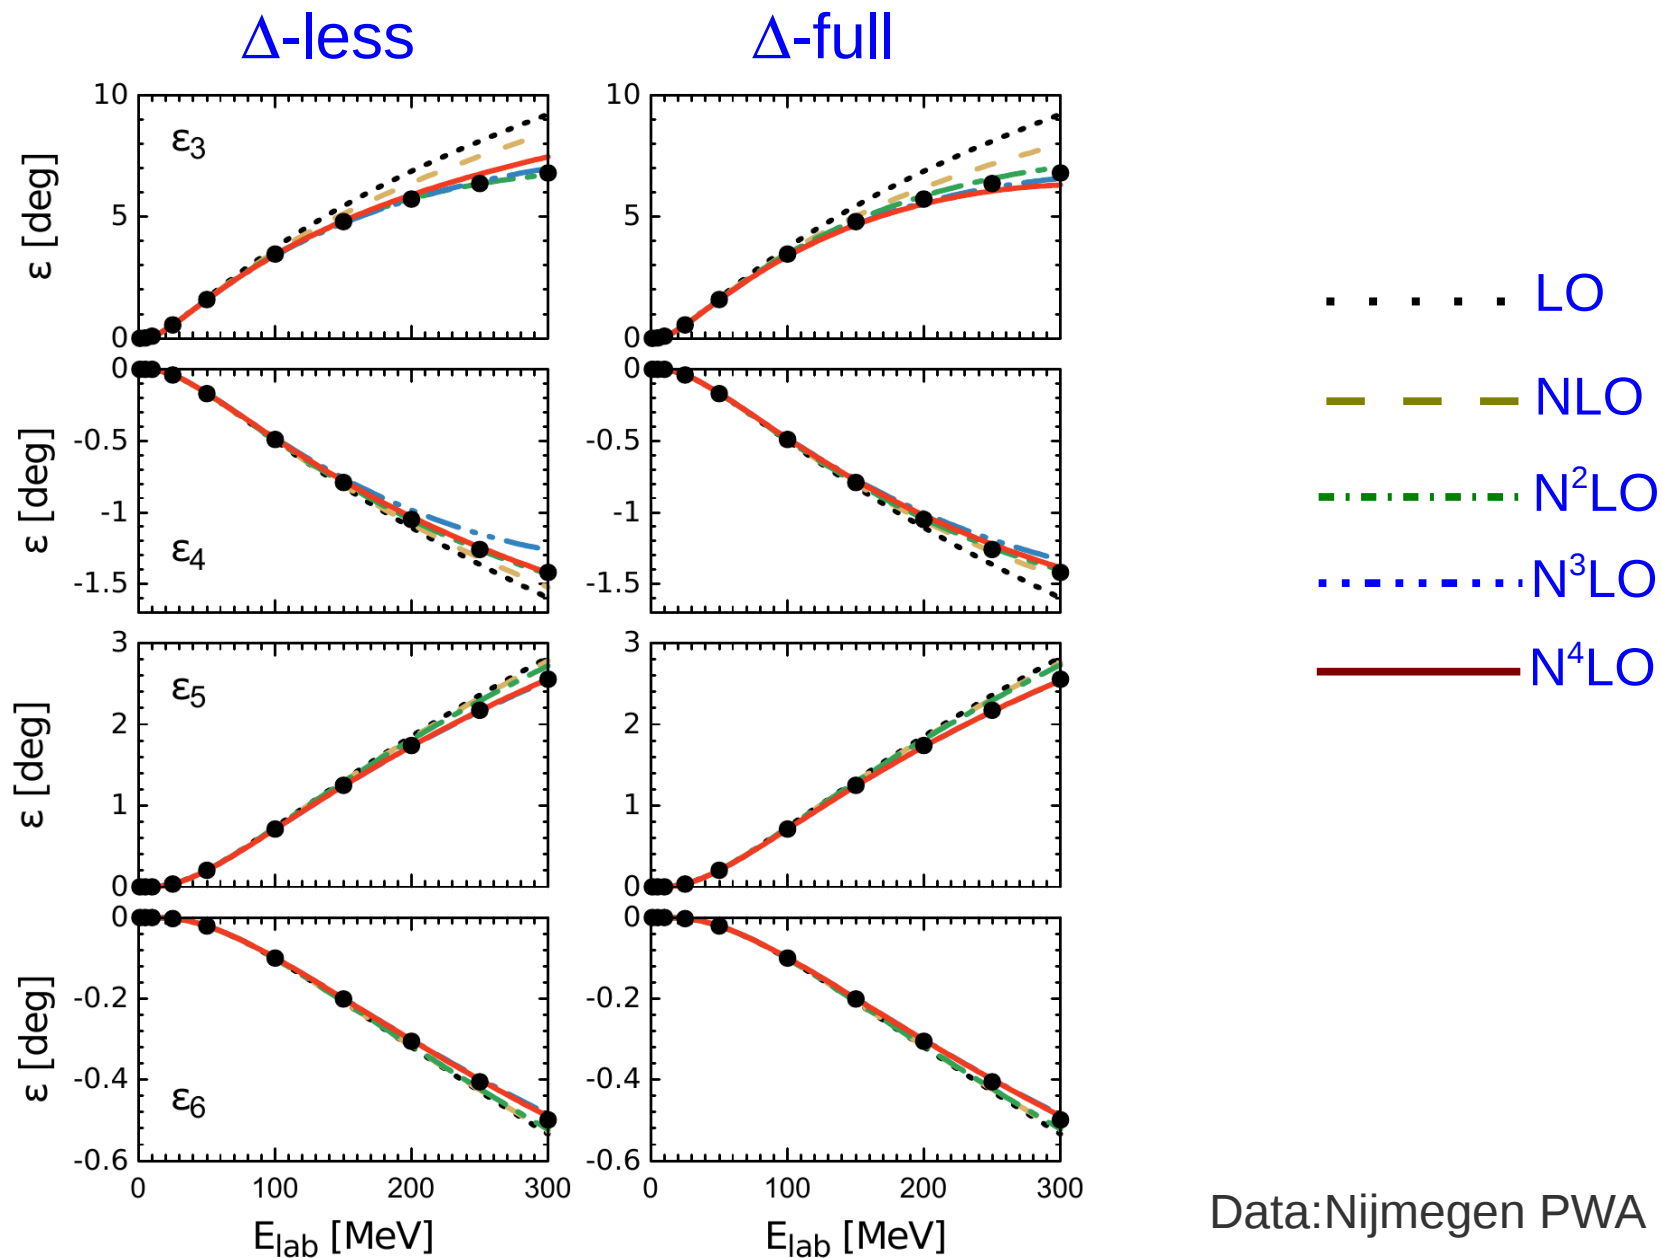 Δ-less Δ-full
10 10
ε3
ε [deg]
5 5
0 0
0 0
-0.5 -0.5
ε [deg]
-1 -1
ε4
-1.5 -1.5
3 3
ε5
2 2
ε [deg]
1 1
0 0
0 0
-0.2 -0.2
ε [deg]
-0.4 -0.4
ε6
-0.6 -0.6
0 100 200 300 0 100 200 300
Elab [MeV] Elab [MeV]
LO
NLO
N²LO
N³LO
N⁴LO
Data:Nijmegen PWA